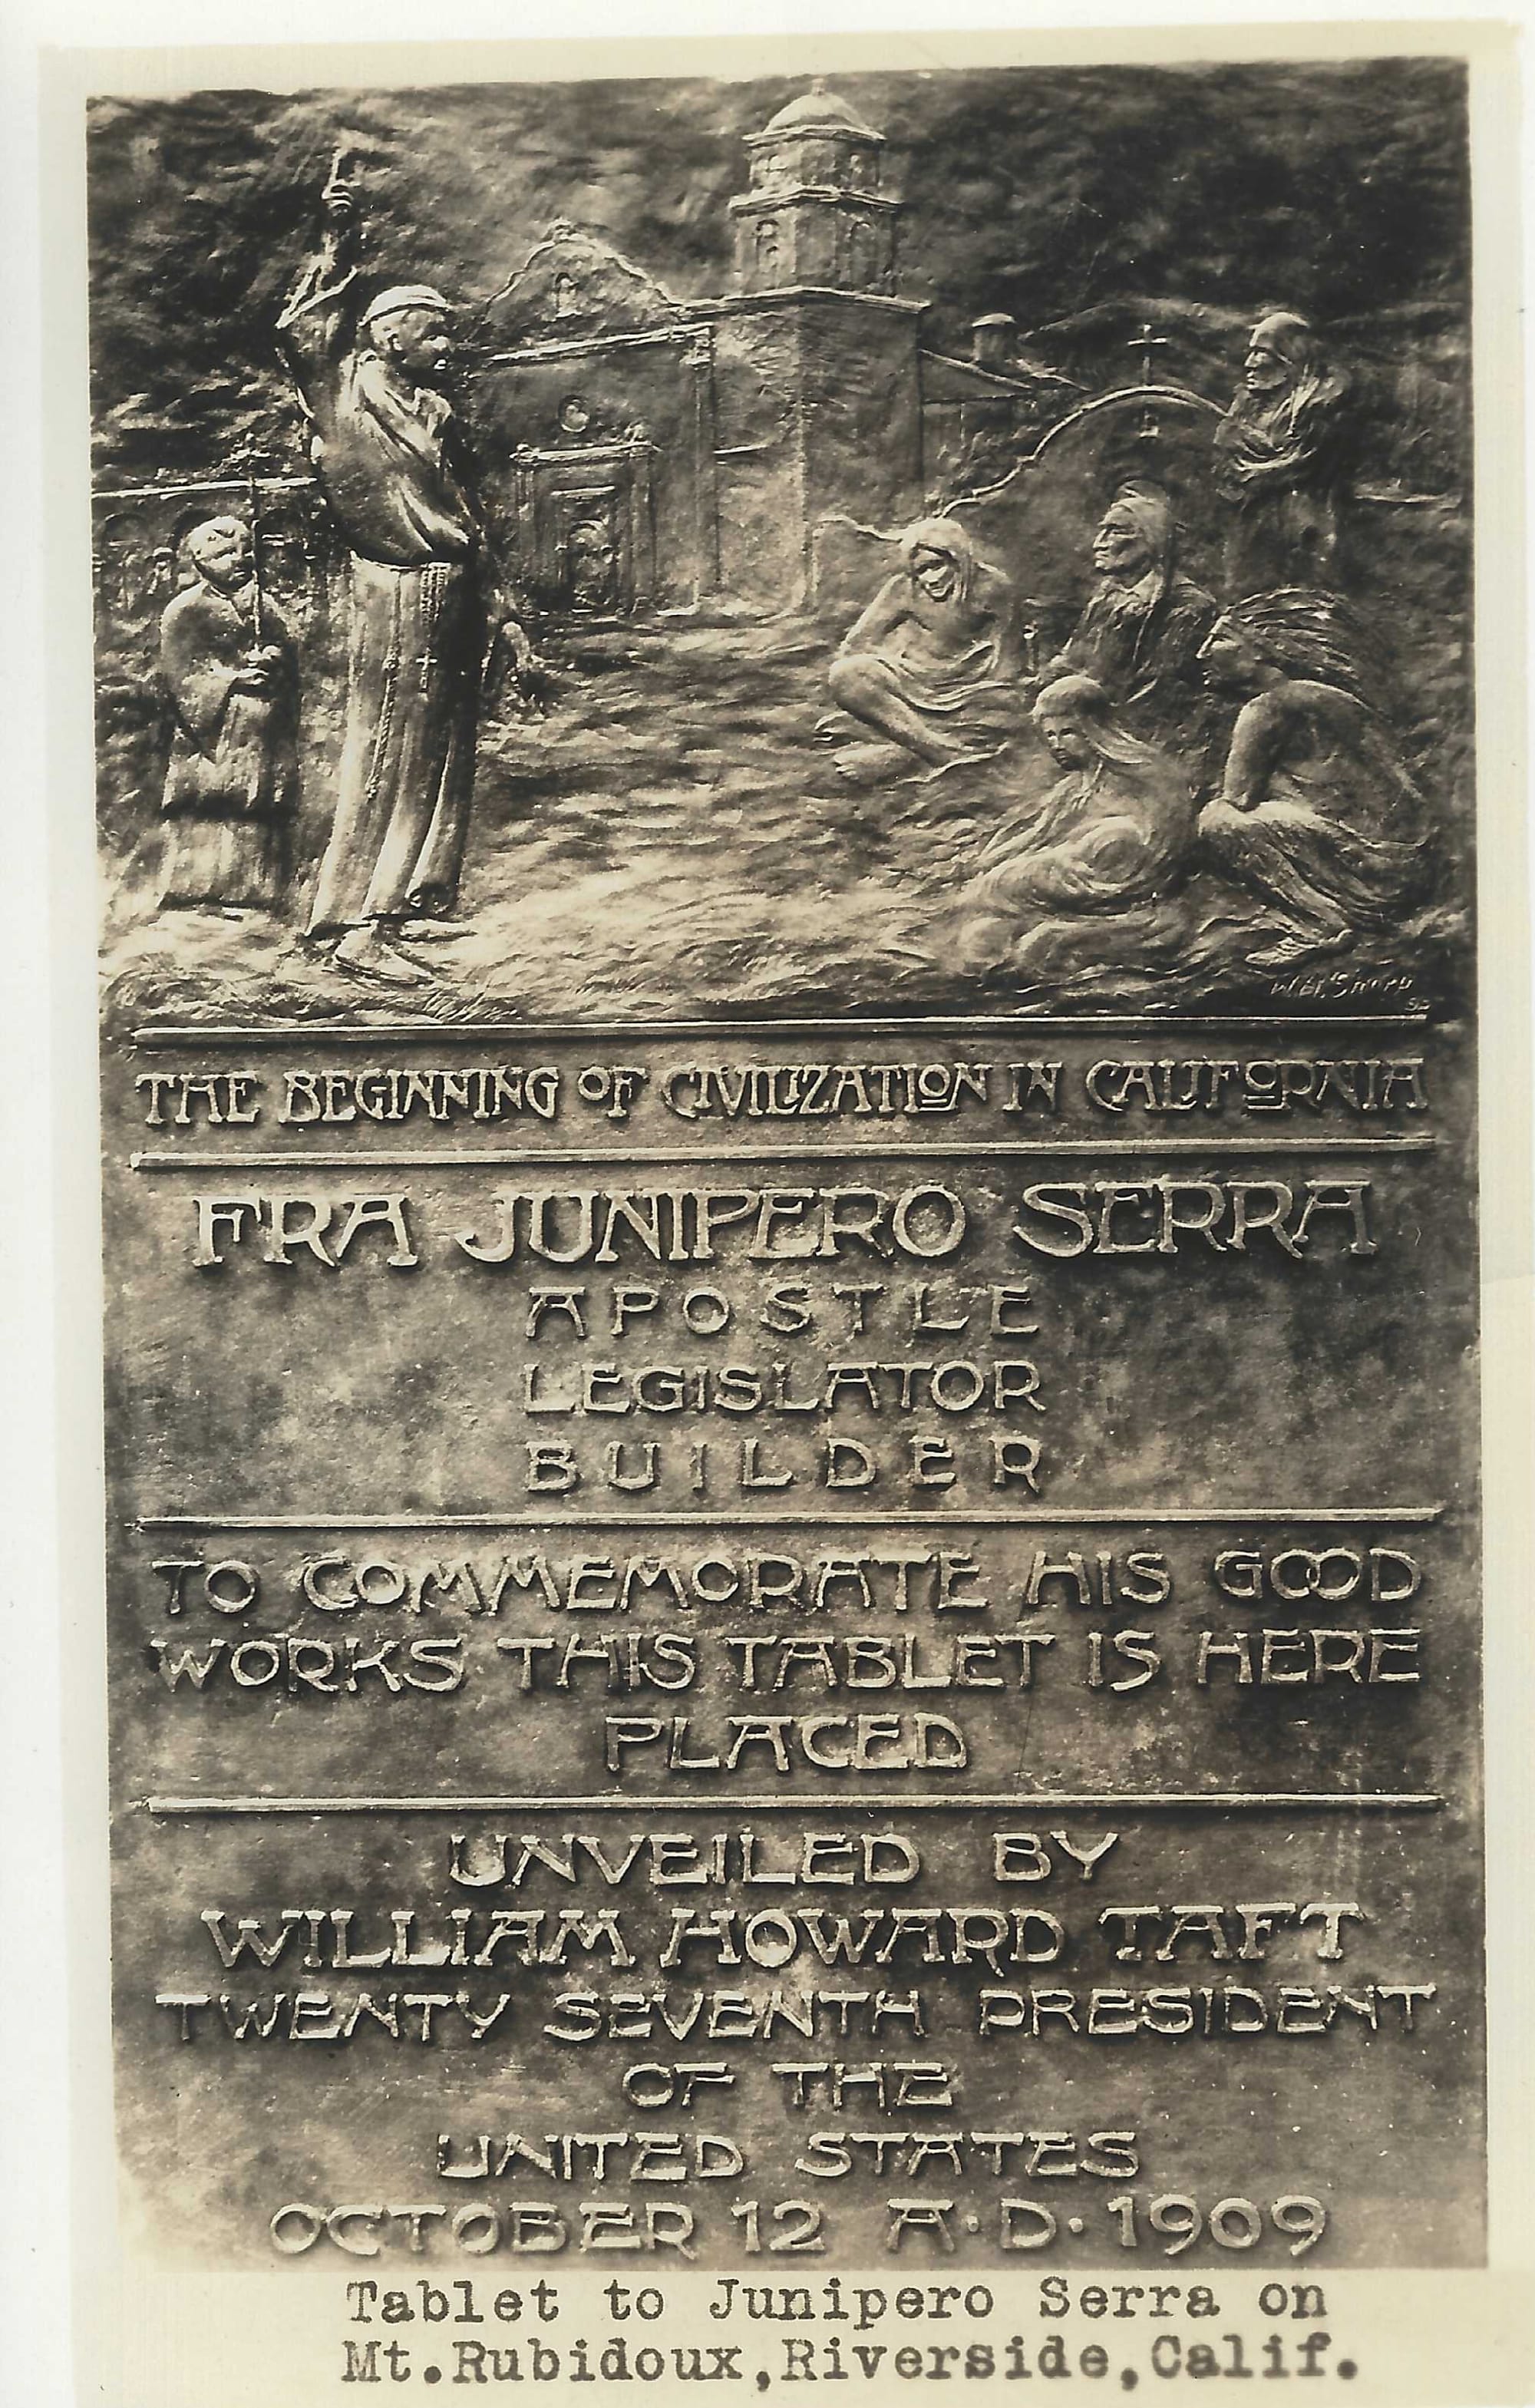 THE BEGINNING OF CIVILIZATION IN CALIFORNIA
FRA JUNIPERO SERRA
APOSTLE
LEGISLATOR
BUILDER
TO COMMEMORATE HIS GOOD
WORKS THIS TABLET IS HERE
PLACED
UNVEILED BY
WILLIAM HOWARD TAFT
TWENTY SEVENTH PRESIDENT
OF THE
UNITED STATES
OCTOBER 12 A·D·1909
Tablet to Junipero Serra on
Mt.Rubidoux,Riverside,Calif.